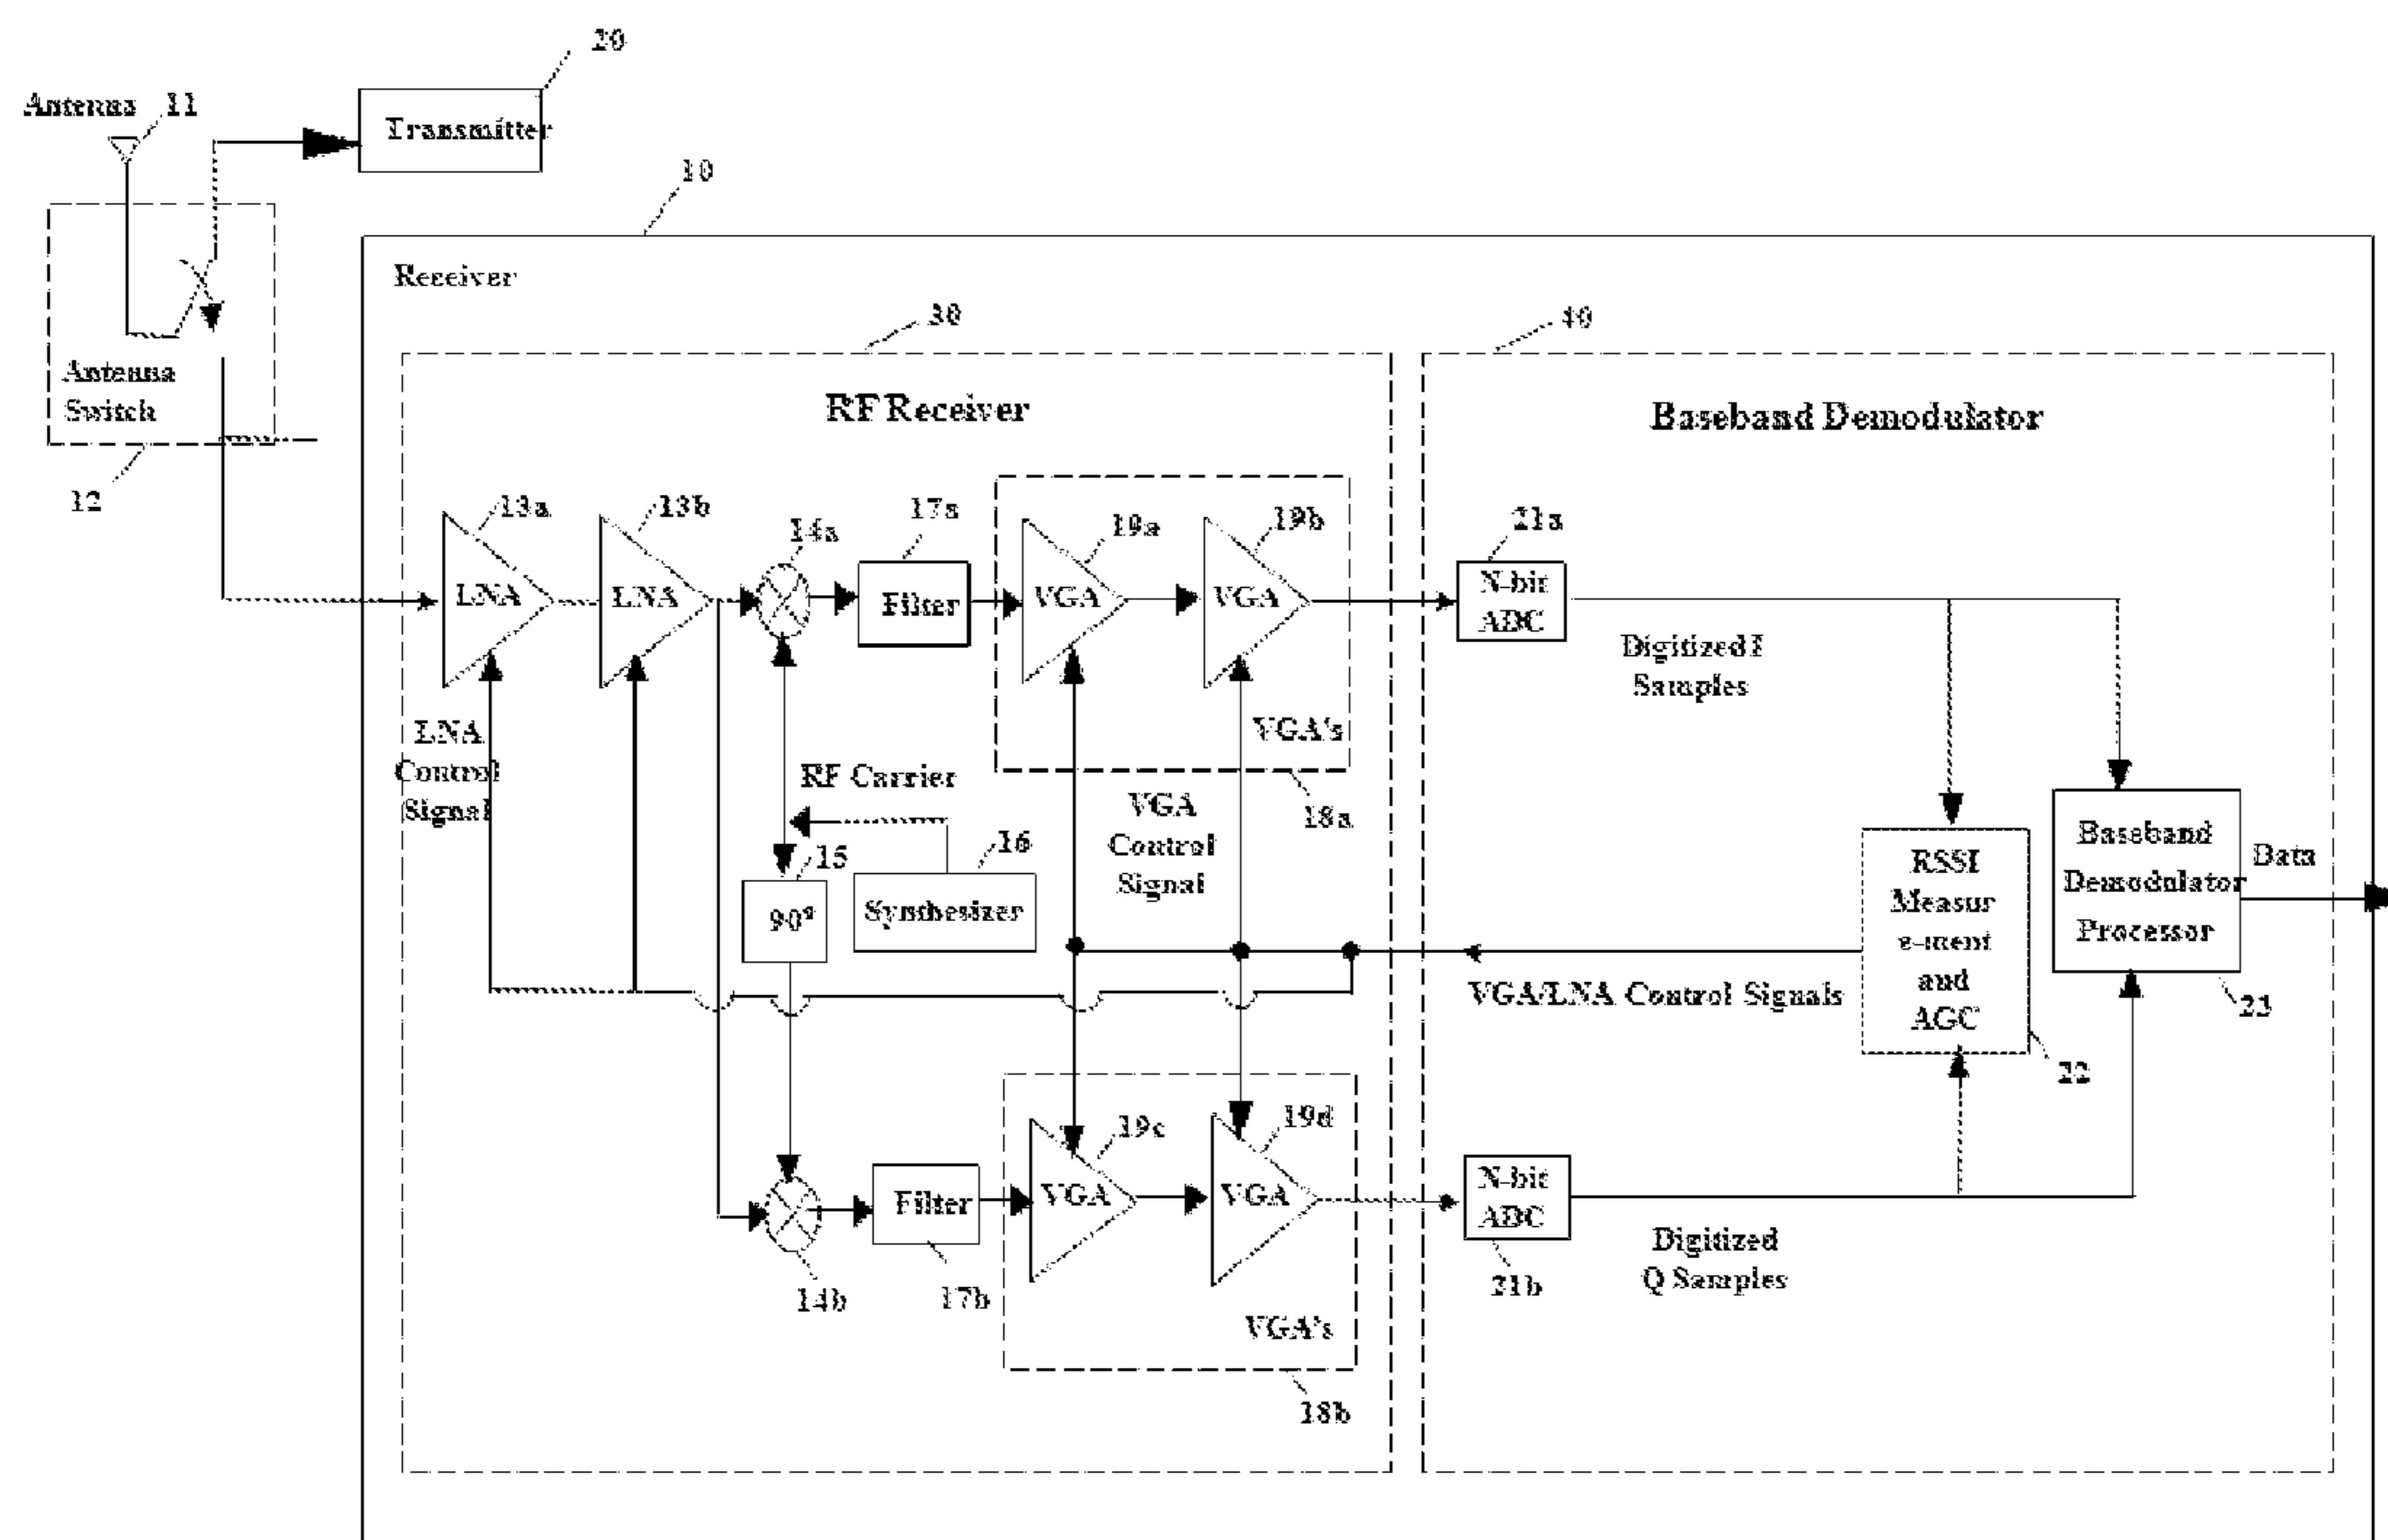 20
Antenna 11
Transmitter
10
Receiver
30
40
Antenna
Switch
12
RF Receiver
Baseband Demodulator
13a
13b
14a
17a
19a
19b
21a
LNA
LNA
Filter
VGA
VGA
N-bit
ADC
Digitized I
Samples
LNA
Control
Signal
VGA's
RF Carrier
18a
VGA
Control
Signal
15
16
90°
Synthesizer
RSSI
Measur
e-ment
and
AGC
Baseband
Demodulator
Processor
Data
VGA/LNA Control Signals
23
22
19c
19d
Filter
VGA
VGA
N-bit
ADC
14b
17b
21b
Digitized
Q Samples
VGA's
18b